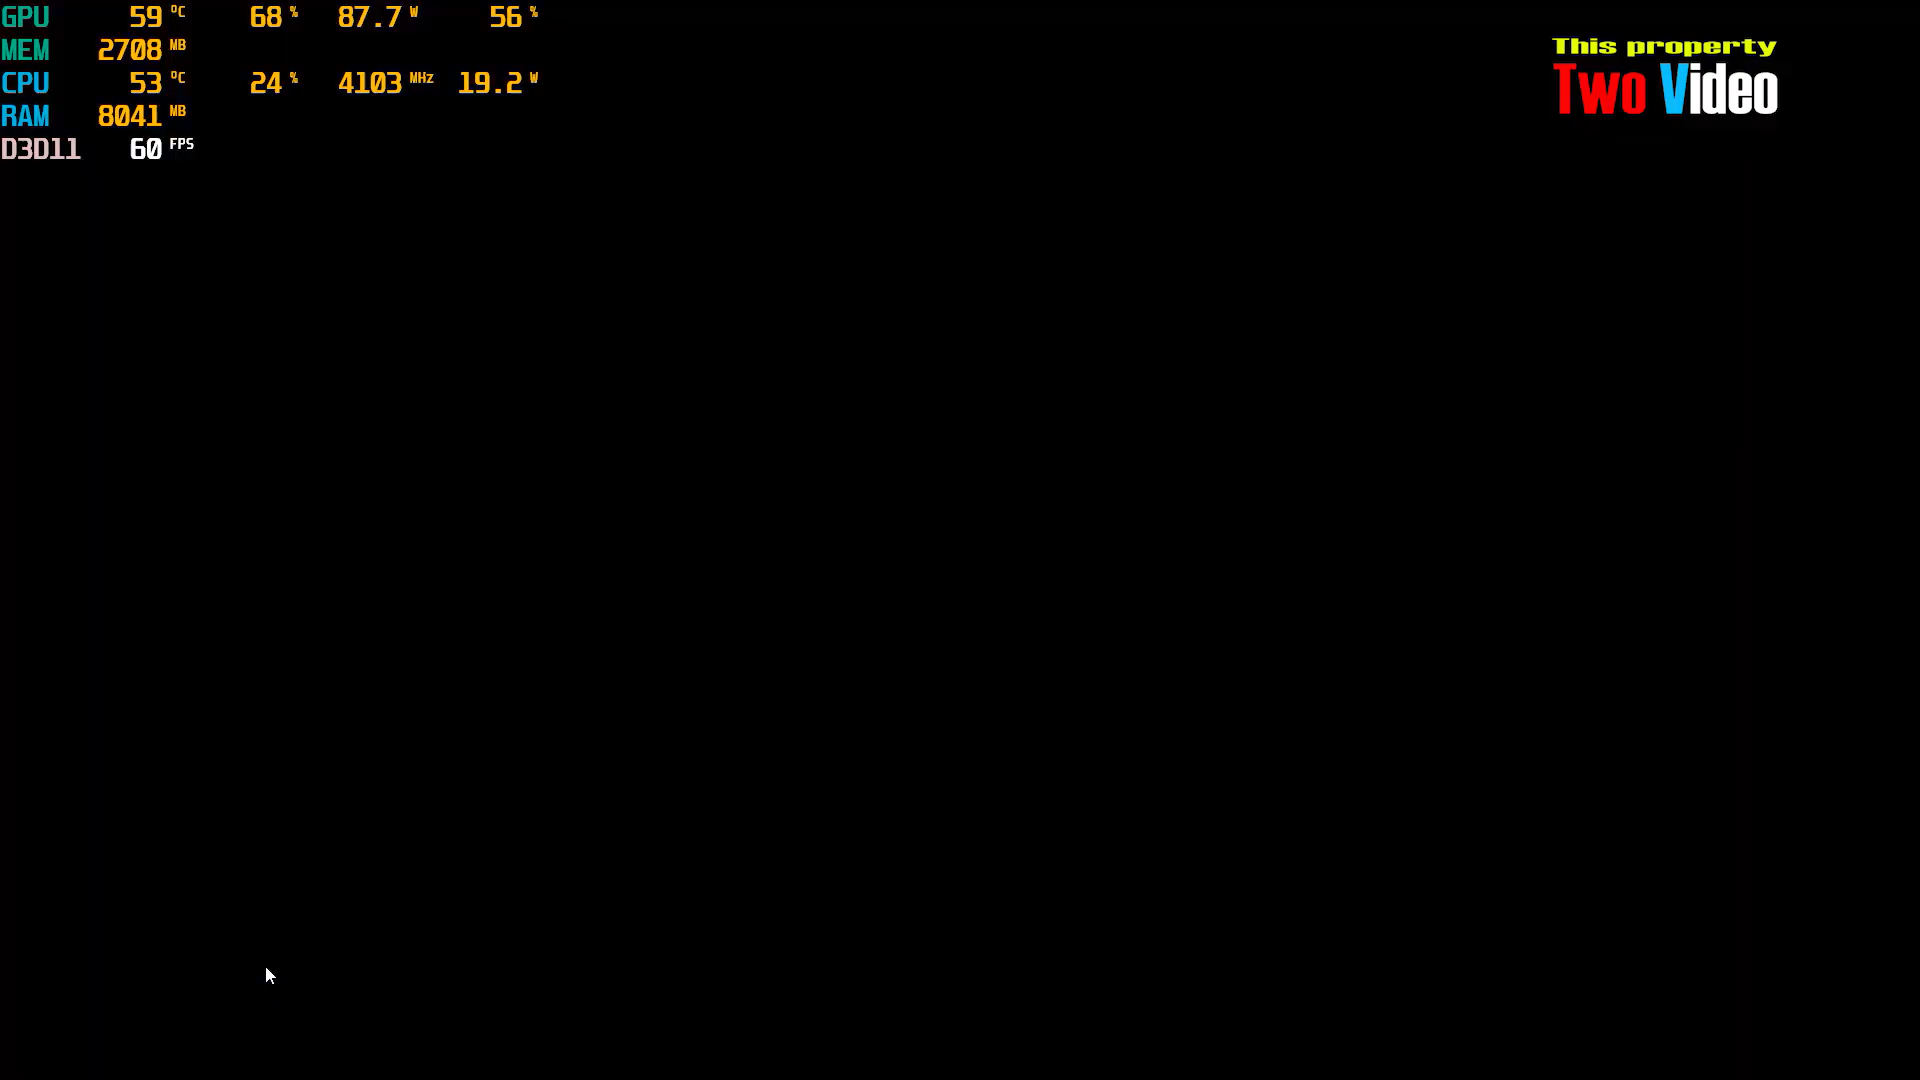 GPU 59 °C 68 % 87.7 W 56 %
MEM 2708 MB
CPU 53 °C 24 % 4103 MHz 19.2 W
RAM 8041 MB
D3D11 60 FPS
This property
Two Video